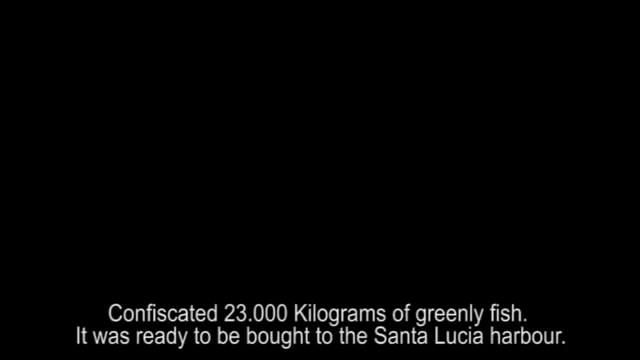 Confiscated 23.000 Kilograms of greenly fish.
It was ready to be bought to the Santa Lucia harbour.